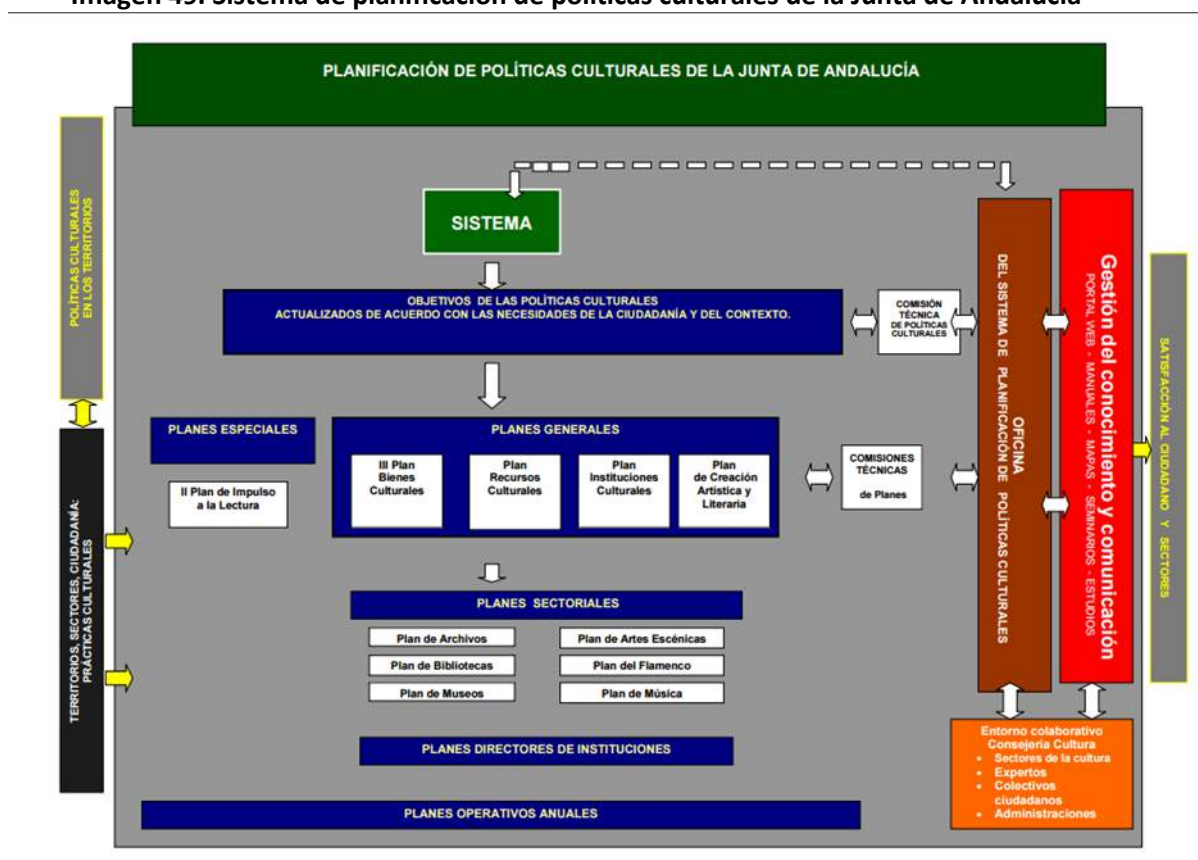 Imagen 49. Sistema de planificación de políticas culturales de la Junta de Andalucía
PLANIFICACIÓN DE POLÍTICAS CULTURALES DE LA JUNTA DE ANDALUCÍA
POLÍTICAS CULTURALES
EN LOS TERRITORIOS
TERRITORIOS, SECTORES, CIUDADANÍA:
PRÁCTICAS CULTURALES
SISTEMA
OBJETIVOS DE LAS POLÍTICAS CULTURALES
ACTUALIZADOS DE ACUERDO CON LAS NECESIDADES DE LA CIUDADANÍA Y DEL CONTEXTO.
COMISIÓN
TÉCNICA
DE POLÍTICAS
CULTURALES
PLANES ESPECIALES
II Plan de Impulso
a la Lectura
PLANES GENERALES
III Plan
Bienes
Culturales
Plan
Recursos
Culturales
Plan
Instituciones
Culturales
Plan
de Creación
Artística y
Literaria
COMISIONES
TÉCNICAS
de Planes
PLANES SECTORIALES
Plan de Archivos
Plan de Bibliotecas
Plan de Museos
Plan de Artes Escénicas
Plan del Flamenco
Plan de Música
PLANES DIRECTORES DE INSTITUCIONES
PLANES OPERATIVOS ANUALES
OFICINA
DEL SISTEMA DE PLANIFICACIÓN DE POLÍTICAS CULTURALES
Gestión del conocimiento y comunicación
PORTAL WEB - MANUALES - MAPAS - SEMINARIOS - ESTUDIOS
SATISFACCIÓN AL CIUDADANO Y SECTORES
Entorno colaborativo
Consejería Cultura
• Sectores de la cultura
• Expertos
• Colectivos
ciudadanos
• Administraciones